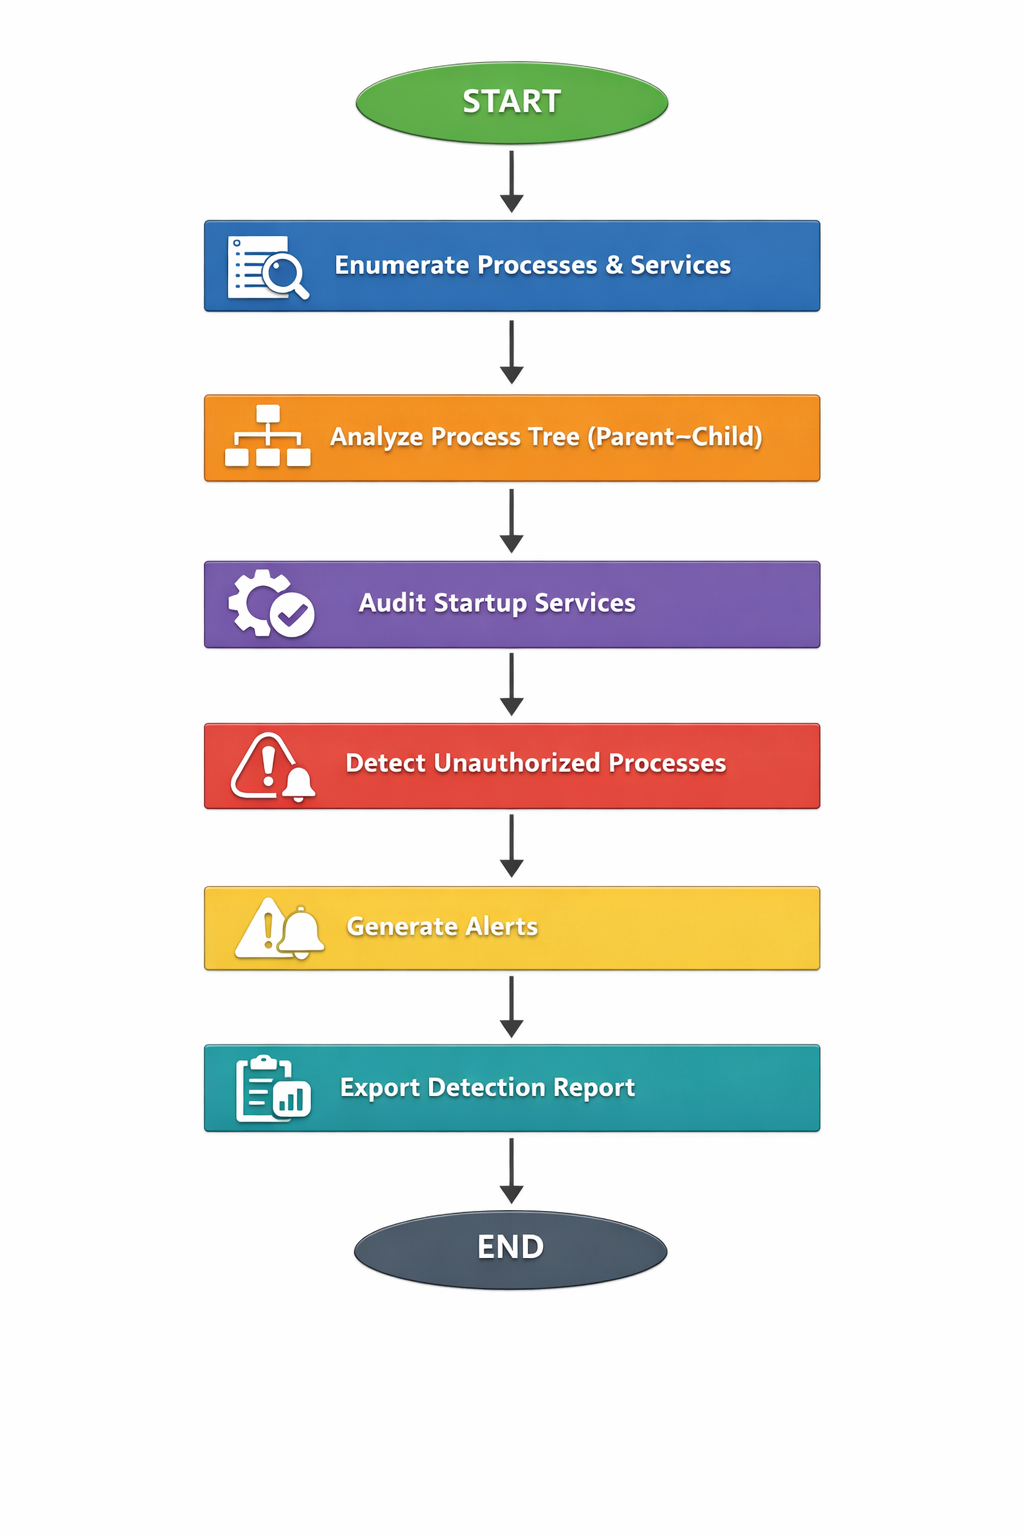 START
Enumerate Processes & Services
Analyze Process Tree (Parent–Child)
Audit Startup Services
Detect Unauthorized Processes
Generate Alerts
Export Detection Report
END